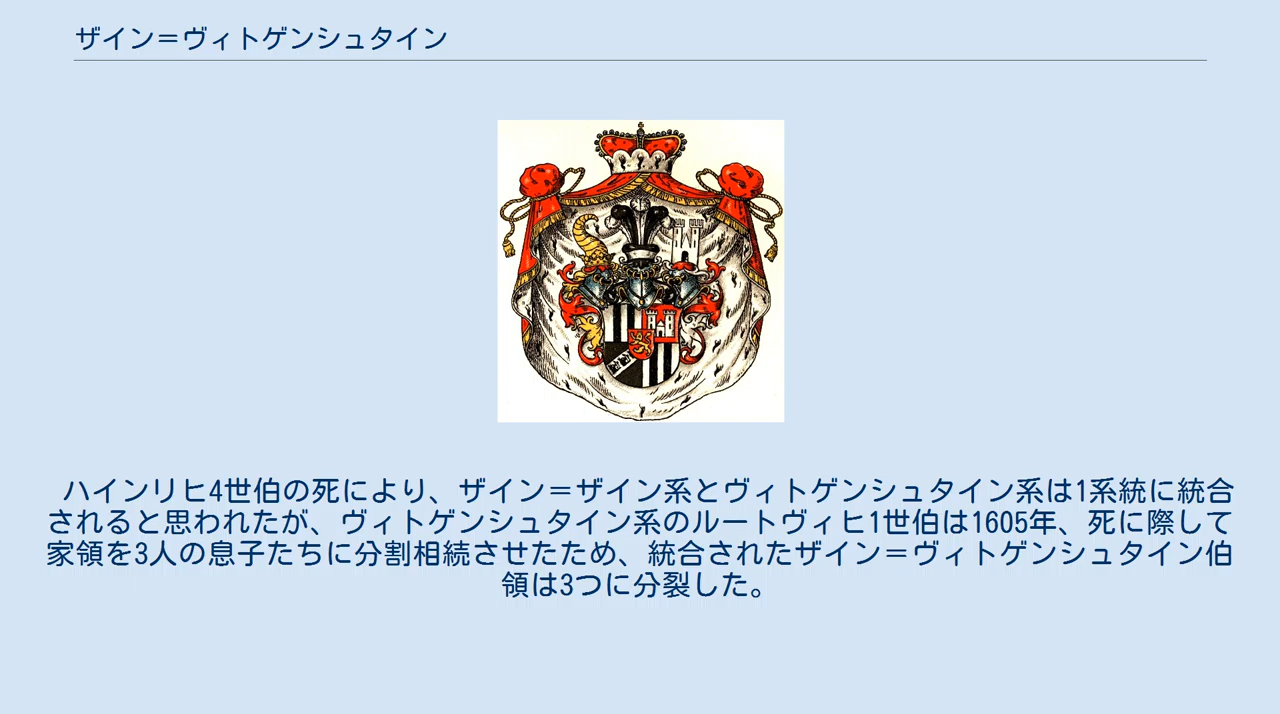 ザイン＝ヴィトゲンシュタイン
ハインリヒ4世伯の死により、ザイン＝ザイン系とヴィトゲンシュタイン系は1系統に統合
されると思われたが、ヴィトゲンシュタイン系のルートヴィヒ1世伯は1605年、死に際して
家領を3人の息子たちに分割相続させたため、統合されたザイン＝ヴィトゲンシュタイン伯
領は3つに分裂した。